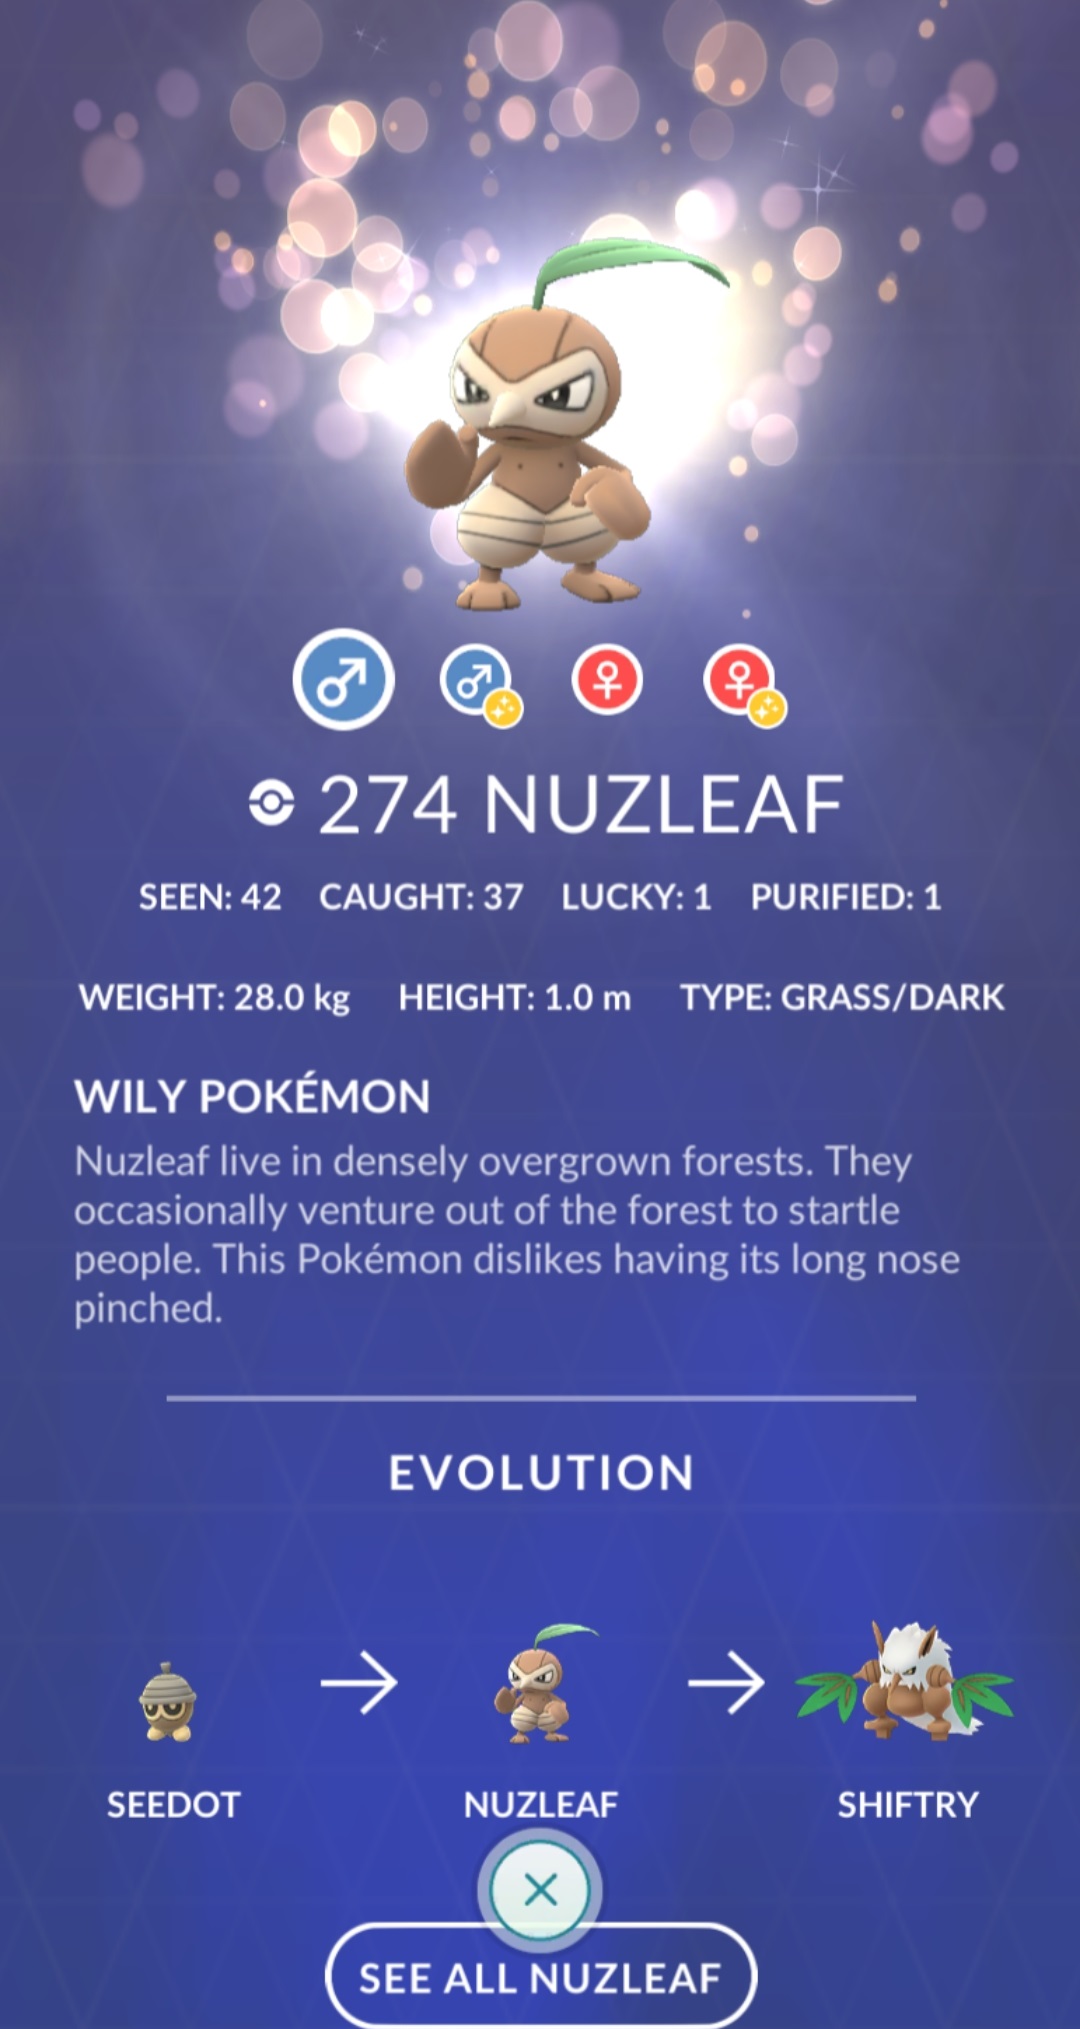 274 NUZLEAF
SEEN: 42 CAUGHT: 37 LUCKY: 1 PURIFIED: 1
WEIGHT: 28.0 kg HEIGHT: 1.0 m TYPE: GRASS/DARK
WILY POKÉMON
Nuzleaf live in densely overgrown forests. They
occasionally venture out of the forest to startle
people. This Pokémon dislikes having its long nose
pinched.
EVOLUTION
SEEDOT NUZLEAF SHIFTRY
SEE ALL NUZLEAF